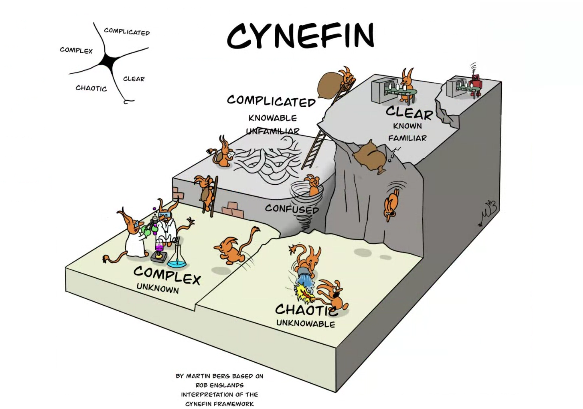 CYNEFIN
COMPLICATED
COMPLEX
CLEAR
CHAOTIC
COMPLICATED
KNOWABLE
UNFAMILIAR
CLEAR
KNOWN
FAMILIAR
CONFUSED
COMPLEX
UNKNOWN
CHAOTIC
UNKNOWABLE
MB
BY MARTIN BERG BASED ON
ROB ENGLANDS
INTERPRETATION OF THE
CYNEFIN FRAMEWORK